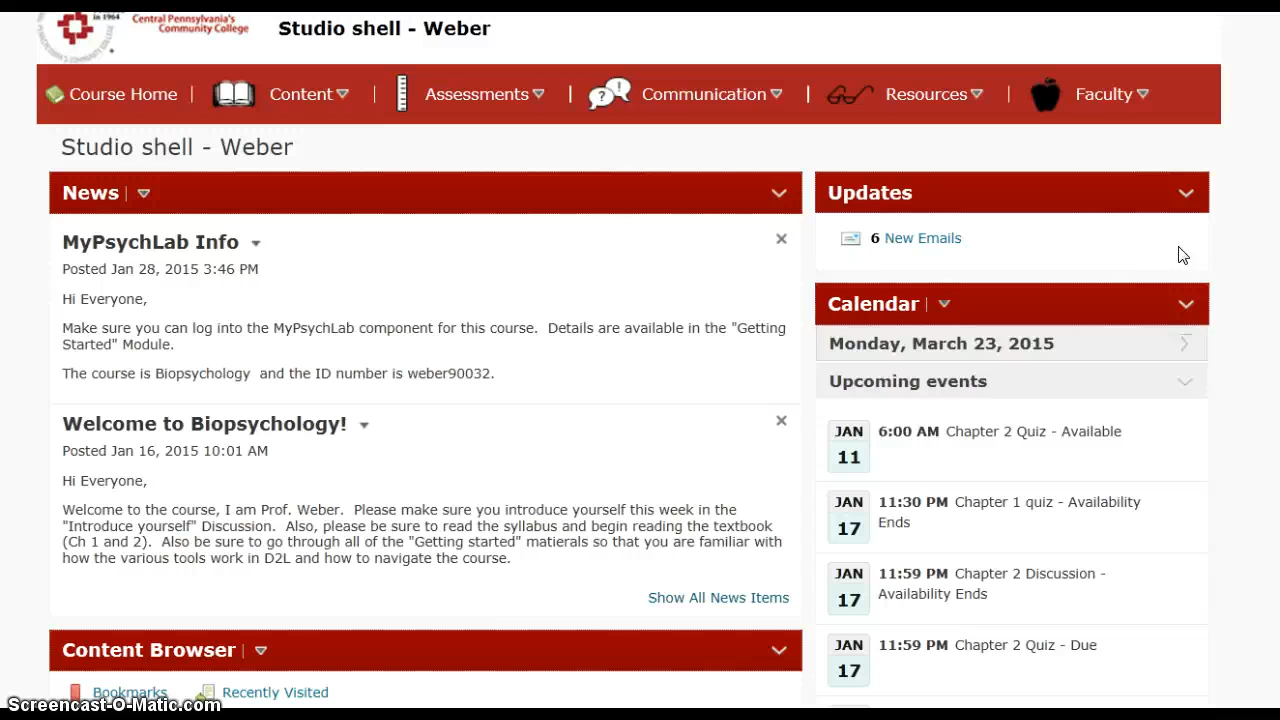 in 1964
Central Pennsylvania's
Community College
Studio shell - Weber
Course Home
Content
Assessments
Communication
Resources
Faculty
Studio shell - Weber
News
MyPsychLab Info
Posted Jan 28, 2015 3:46 PM
Hi Everyone,
Make sure you can log into the MyPsychLab component for this course.  Details are available in the "Getting
Started" Module.
The course is Biopsychology  and the ID number is weber90032.
Welcome to Biopsychology!
Posted Jan 16, 2015 10:01 AM
Hi Everyone,
Welcome to the course, I am Prof. Weber.  Please make sure you introduce yourself this week in the
"Introduce yourself" Discussion.  Also, please be sure to read the syllabus and begin reading the textbook
(Ch 1 and 2).  Also be sure to go through all of the "Getting started" matierals so that you are familiar with
how the various tools work in D2L and how to navigate the course.
Show All News Items
Content Browser
Bookmarks
Recently Visited
Updates
6 New Emails
Calendar
Monday, March 23, 2015
Upcoming events
JAN
11
6:00 AM Chapter 2 Quiz - Available
JAN
17
11:30 PM Chapter 1 quiz - Availability
Ends
JAN
17
11:59 PM Chapter 2 Discussion -
Availability Ends
JAN
17
11:59 PM Chapter 2 Quiz - Due
Screencast-O-Matic.com